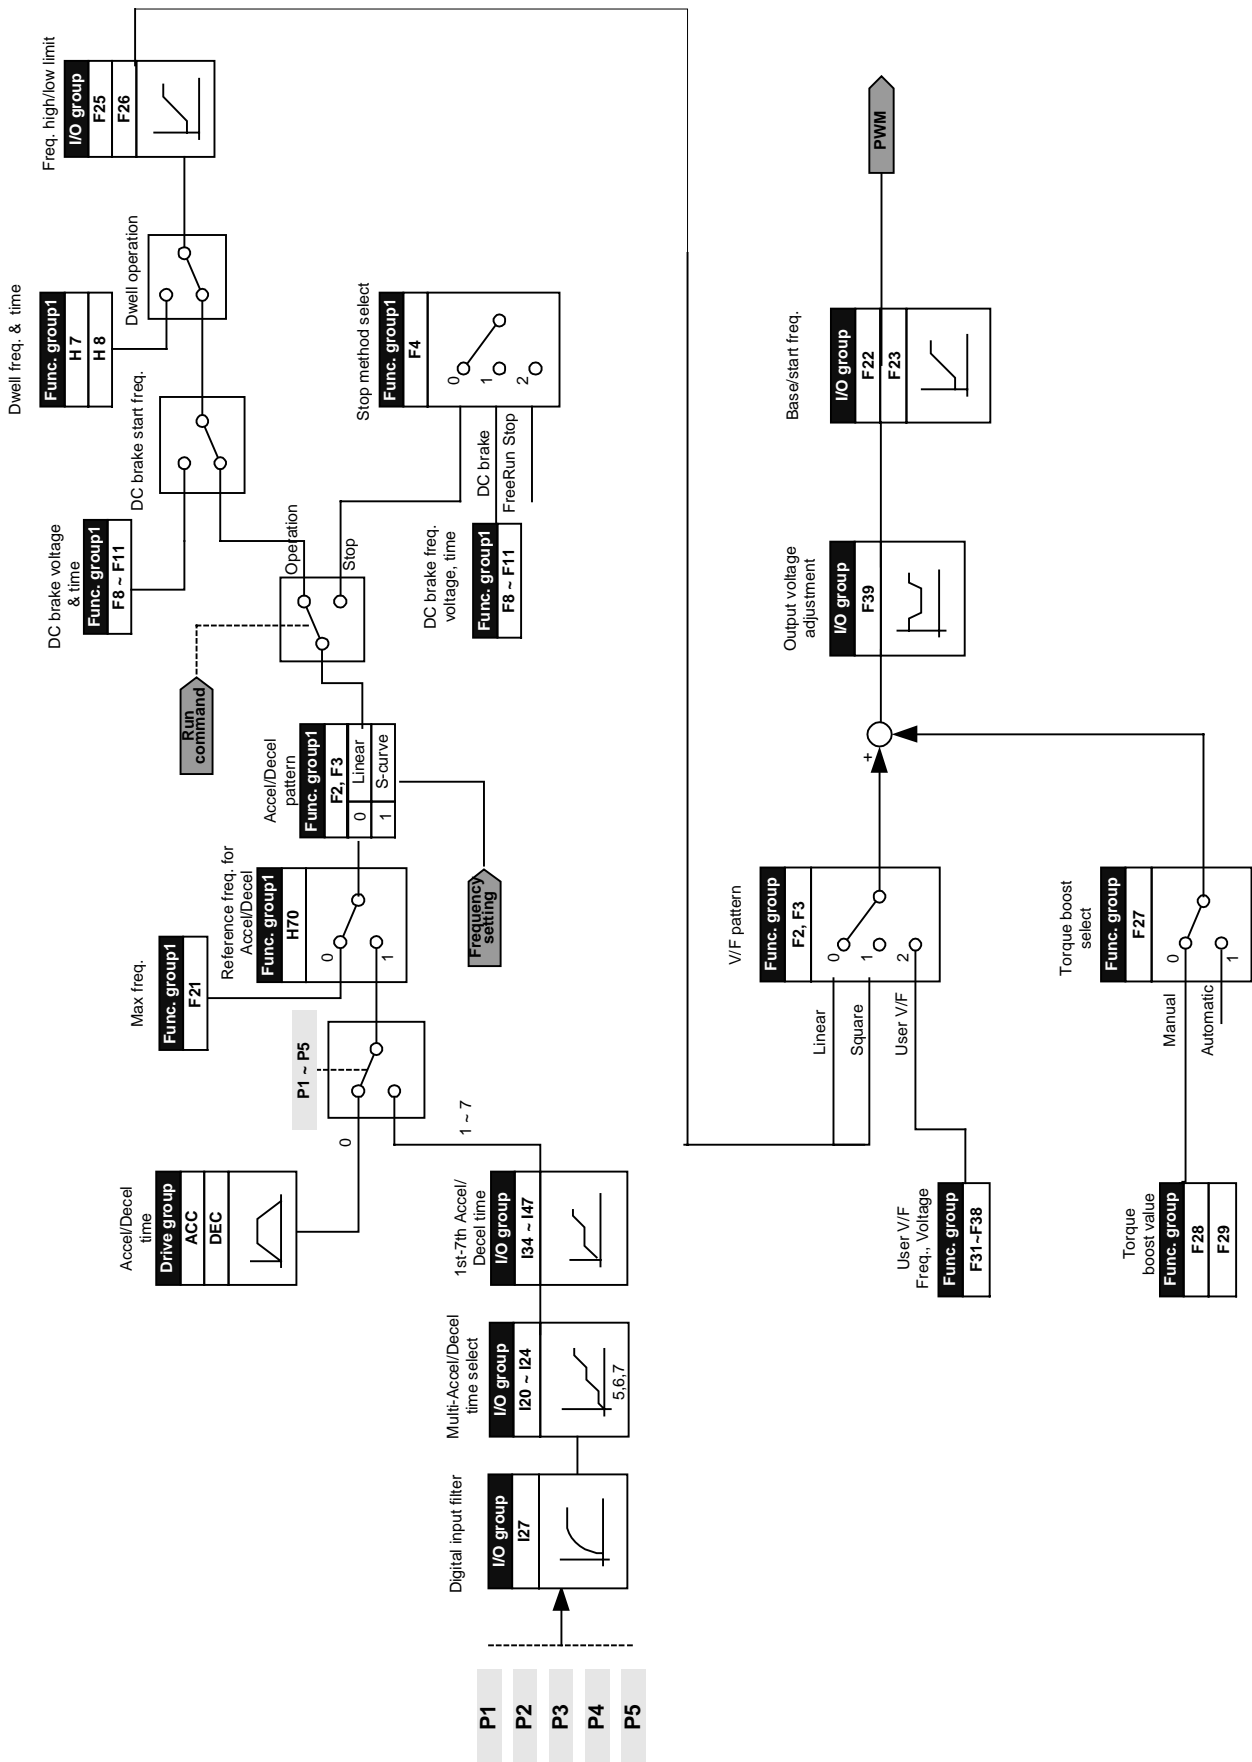 P1
P2
P3
P4
P5
Digital input filter
I/O group
I27
Multi-Accel/Decel
time select
I/O group
I20 ~ I24
5,6,7
1st-7th Accel/
Decel time
I/O group
I34 ~ I47
Accel/Decel
time
Drive group
ACC
DEC
0
1 ~ 7
P1 ~ P5
Max freq.
Func. group1
F21
Reference freq. for
Accel/Decel
Func. group1
H70
0
1
Frequency
setting
Accel/Decel
pattern
Func. group1
F2, F3
0
Linear
1
S-curve
Run
command
Operation
Stop
DC brake voltage
& time
Func. group1
F8 ~ F11
DC brake start freq.
DC brake freq.
voltage, time
Func. group1
F8 ~ F11
DC brake
FreeRun Stop
Stop method select
Func. group1
F4
0
1
2
Dwell freq. & time
Func. group1
H 7
H 8
Dwell operation
Freq. high/low limit
I/O group
F25
F26
User V/F
Freq., Voltage
Func. group
F31~F38
Linear
Square
User V/F
V/F pattern
Func. group
F2, F3
0
1
2
Torque
boost value
Func. group
F28
F29
Manual
Automatic
Torque boost
select
Func. group
F27
0
1
+
Output voltage
adjustment
I/O group
F39
Base/start freq.
I/O group
F22
F23
PWM